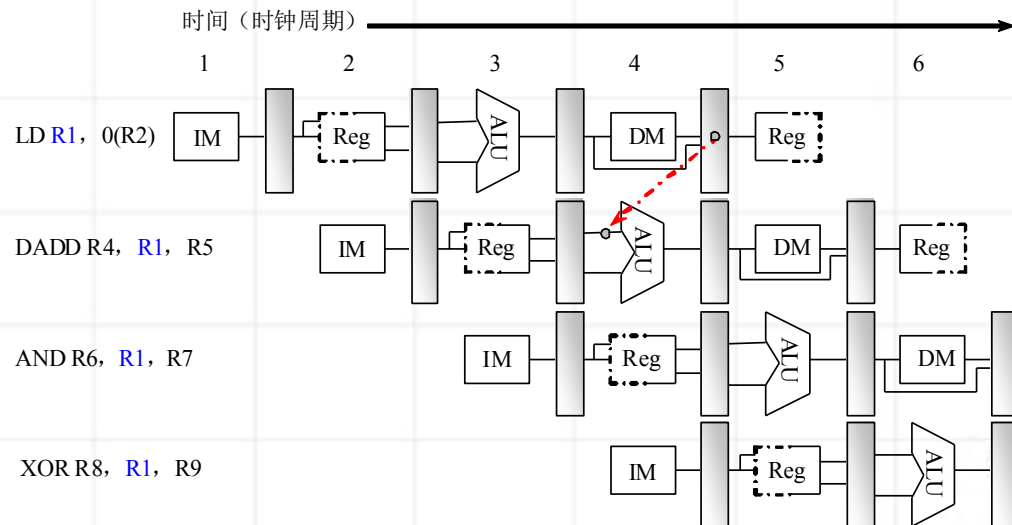 时间（时钟周期）
1 2 3 4 5 6
LD R1，0(R2) IM Reg ALU DM Reg
DADD R4，R1，R5 IM Reg ALU DM Reg
AND R6，R1，R7 IM Reg ALU DM
XOR R8，R1，R9 IM Reg ALU